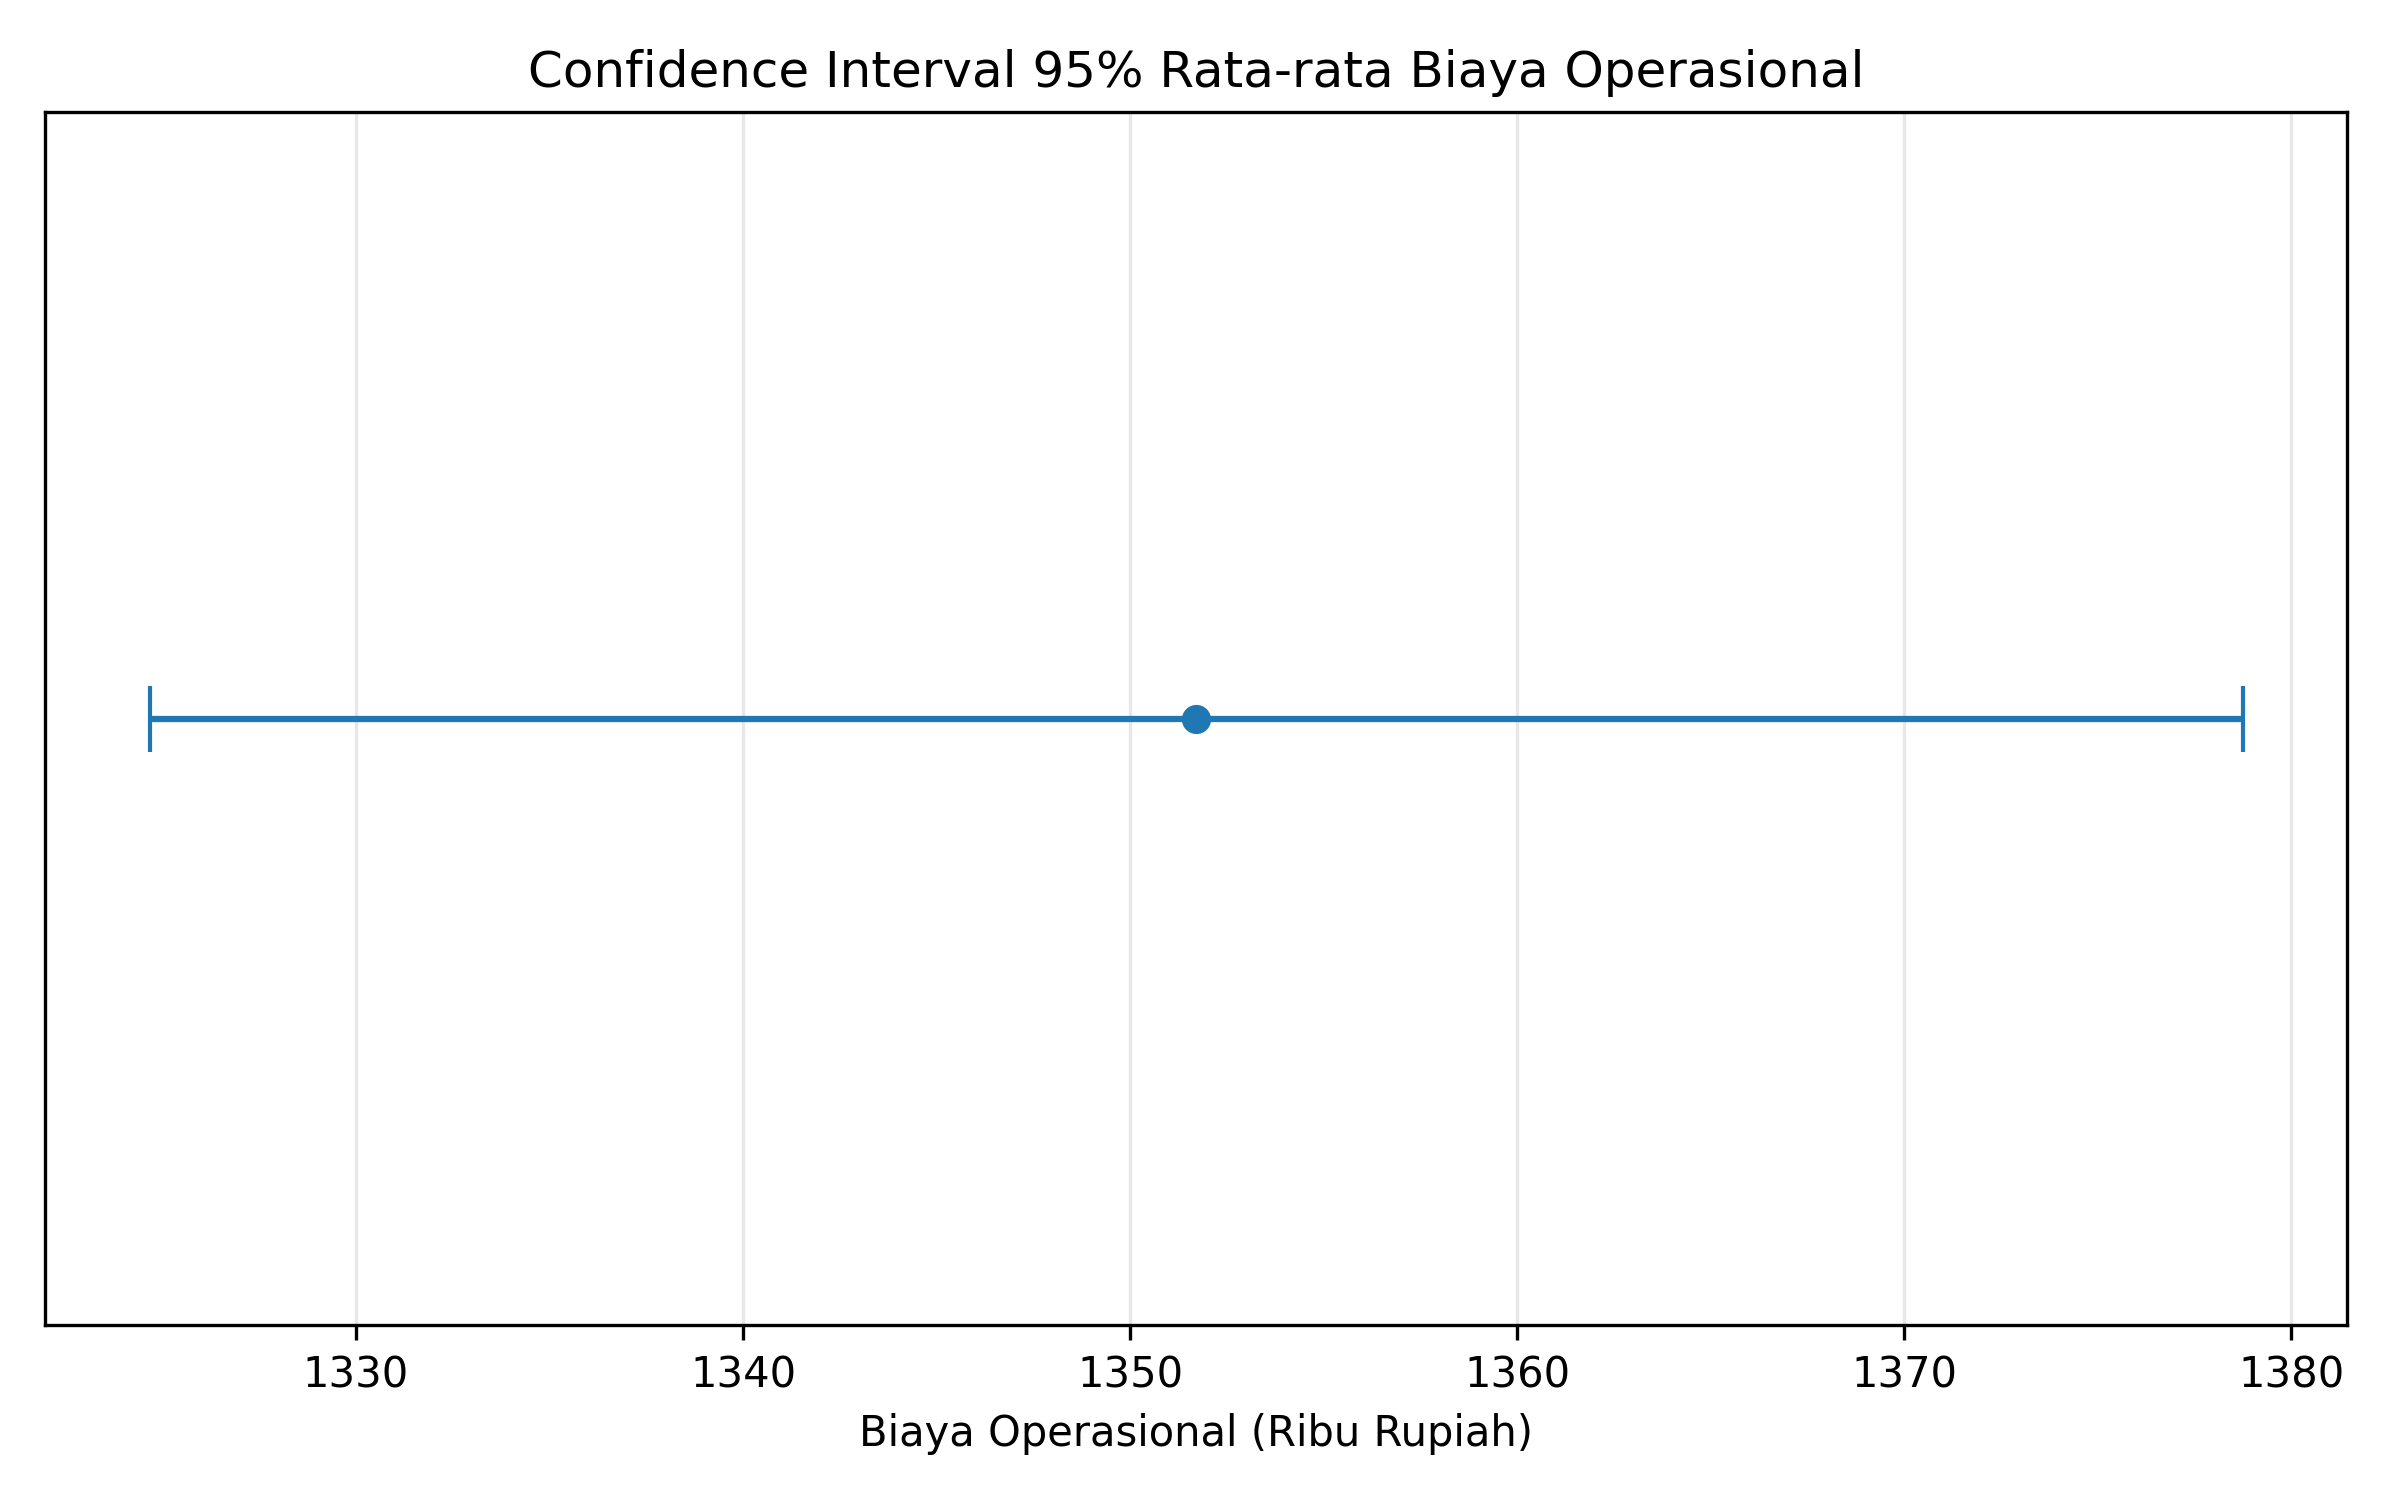 Confidence Interval 95% Rata-rata Biaya Operasional
1330 1340 1350 1360 1370 1380
Biaya Operasional (Ribu Rupiah)